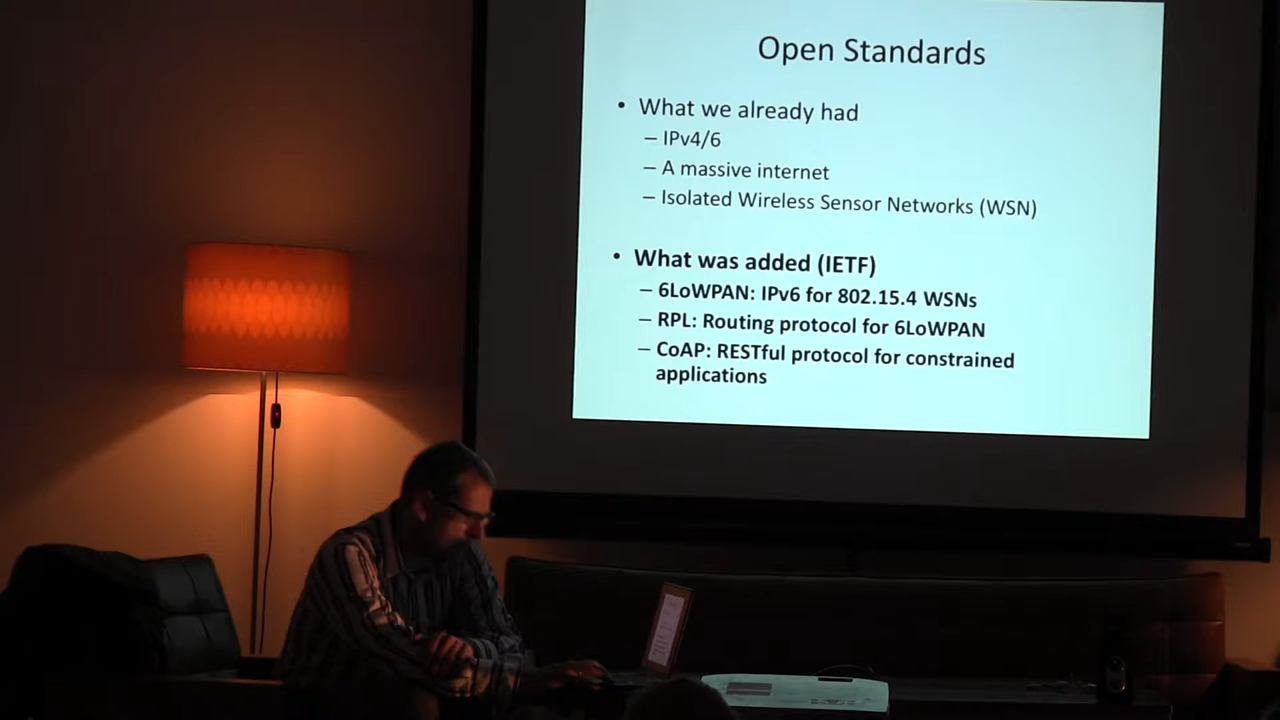 Open Standards
• What we already had
– IPv4/6
– A massive internet
– Isolated Wireless Sensor Networks (WSN)
• What was added (IETF)
– 6LoWPAN: IPv6 for 802.15.4 WSNs
– RPL: Routing protocol for 6LoWPAN
– CoAP: RESTful protocol for constrained
applications